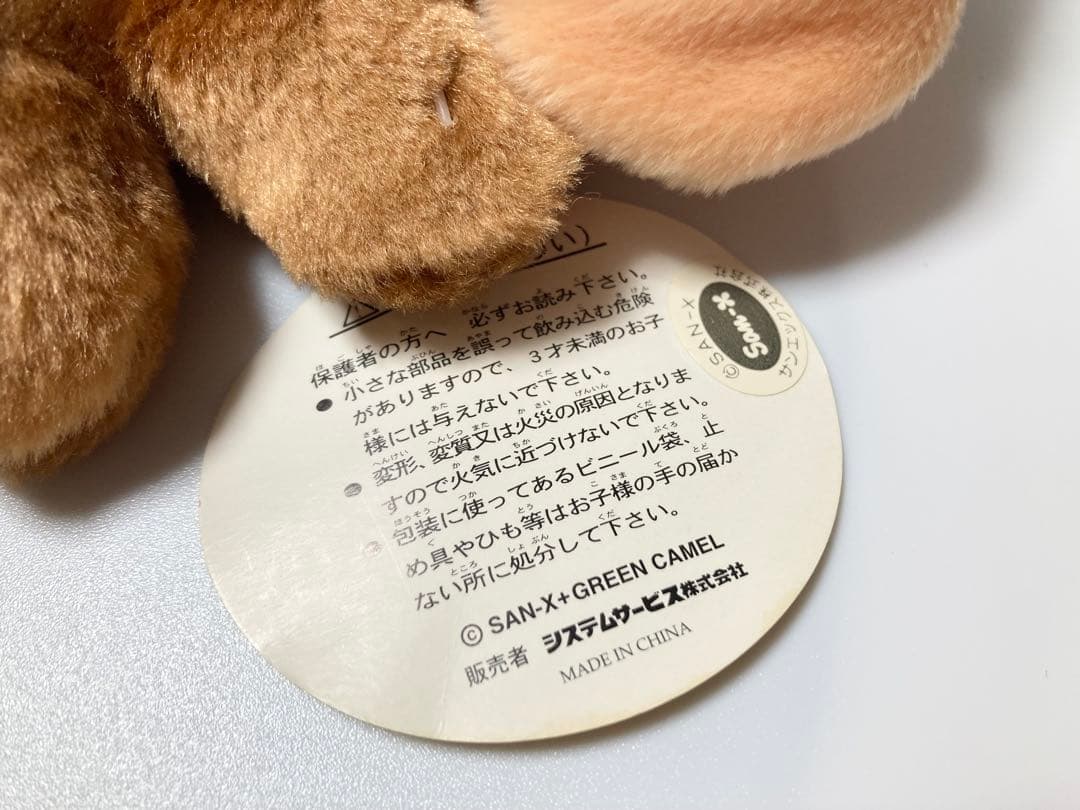 い）
必ずお読み下さい。
保護者の方へ
● 小さな部品を誤って飲み込む危険
がありますので、３才未満のお子
様には与えないで下さい。
● 変形、変質又は火災の原因となりま
すので火気に近づけないで下さい。
● 包装に使ってあるビニール袋、止
め具やひも等はお子様の手の届か
ない所に処分して下さい。
© SAN-X+GREEN CAMEL
販売者 システムサービス株式会社
MADE IN CHINA
©SAN-X
San-X
サンエックス株式会社